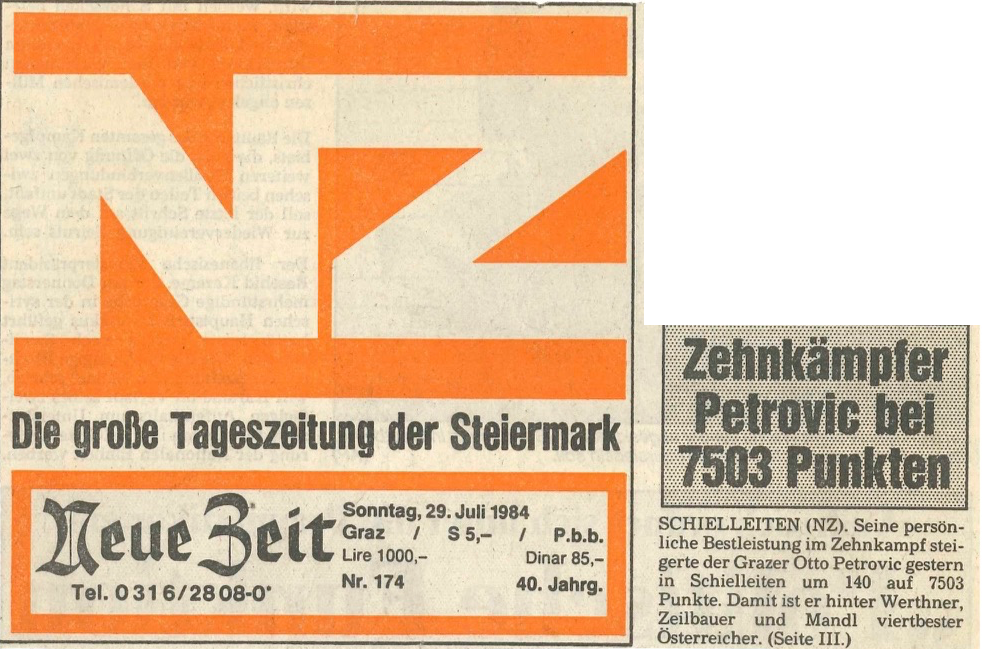 NZ
Die große Tageszeitung der Steiermark
Neue Zeit
Tel. 0316/2808-0*
Sonntag, 29. Juli 1984
Graz / S 5,– / P.b.b.
Lire 1000,– Dinar 85,–
Nr. 174 40. Jahrg.
Zehnkämpfer
Petrovic bei
7503 Punkten
SCHIELLEITEN (NZ). Seine persön-
liche Bestleistung im Zehnkampf stei-
gerte der Grazer Otto Petrovic gestern
in Schielleiten um 140 auf 7503
Punkte. Damit ist er hinter Werthner,
Zeilbauer und Mandl viertbester
Österreicher. (Seite III.)